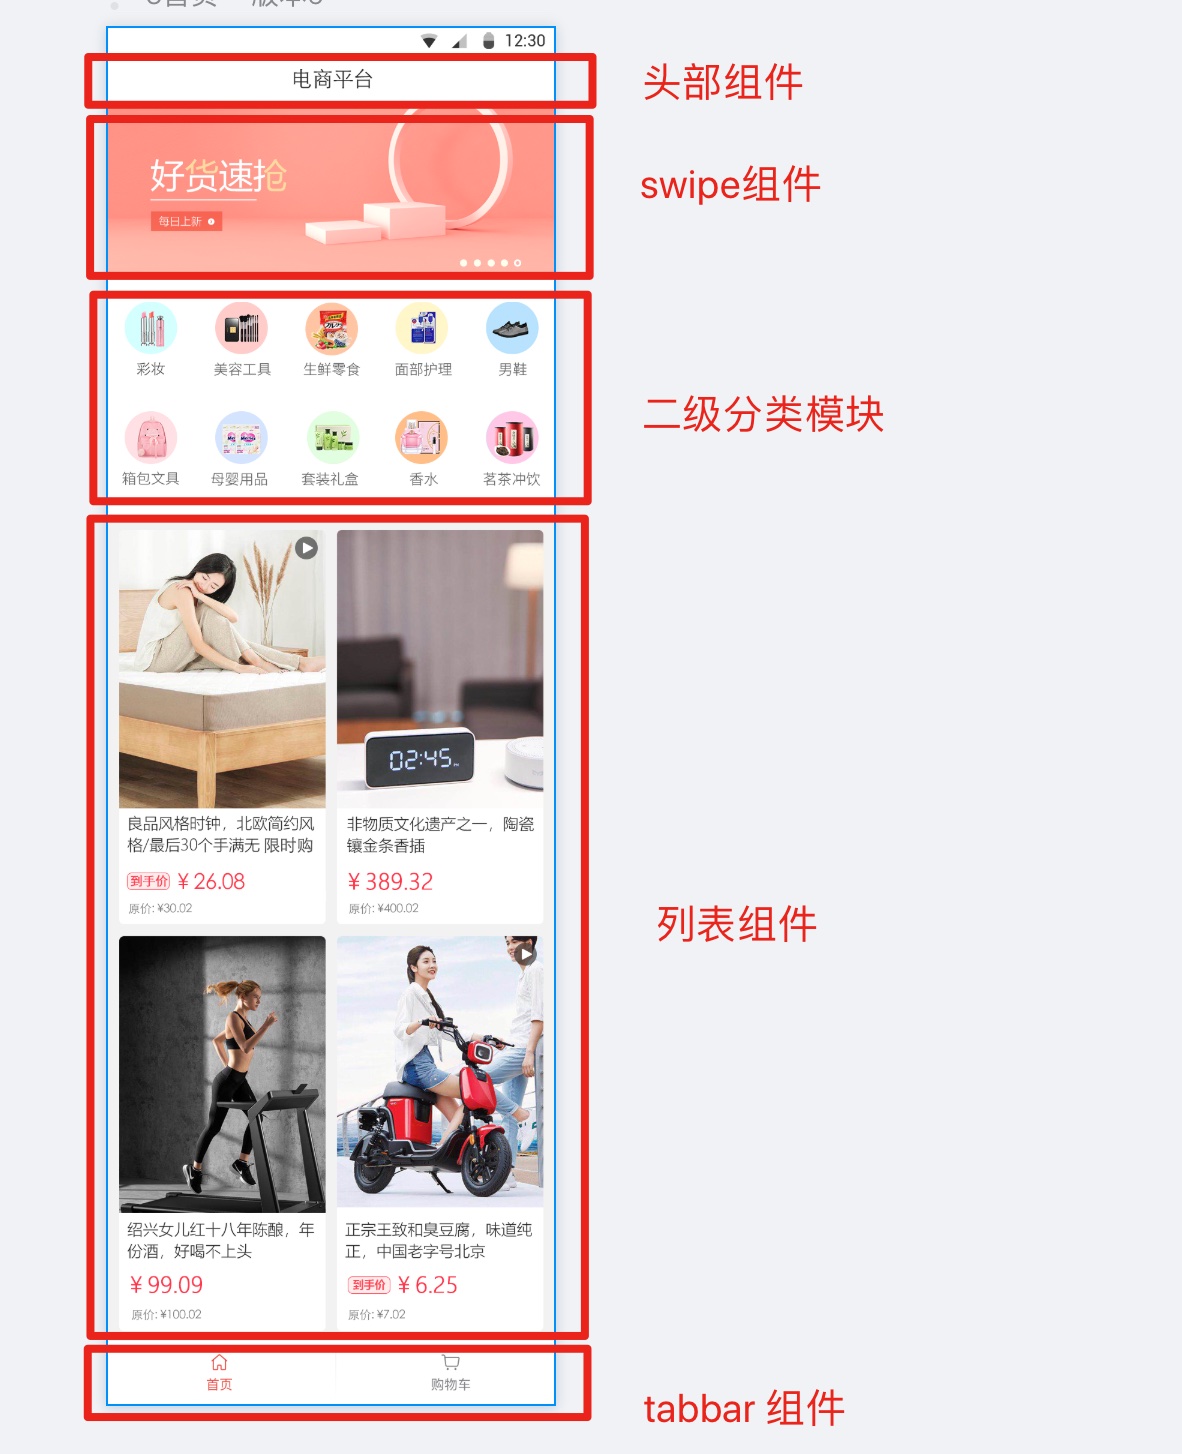 12:30
电商平台
头部组件
好货速抢
每日上新
swipe组件
彩妆 美容工具 生鲜零食 面部护理 男鞋
箱包文具 母婴用品 套装礼盒 香水 茗茶冲饮
二级分类模块
02:45
良品风格时钟，北欧简约风
格/最后30个手满无 限时购
到手价 ¥ 26.08
原价: ¥30.02
非物质文化遗产之一，陶瓷
镶金条香插
¥ 389.32
原价: ¥400.02
列表组件
绍兴女儿红十八年陈酿，年
份酒，好喝不上头
¥ 99.09
原价: ¥100.02
正宗王致和臭豆腐，味道纯
正，中国老字号北京
到手价 ¥ 6.25
原价: ¥7.02
首页 购物车
tabbar 组件